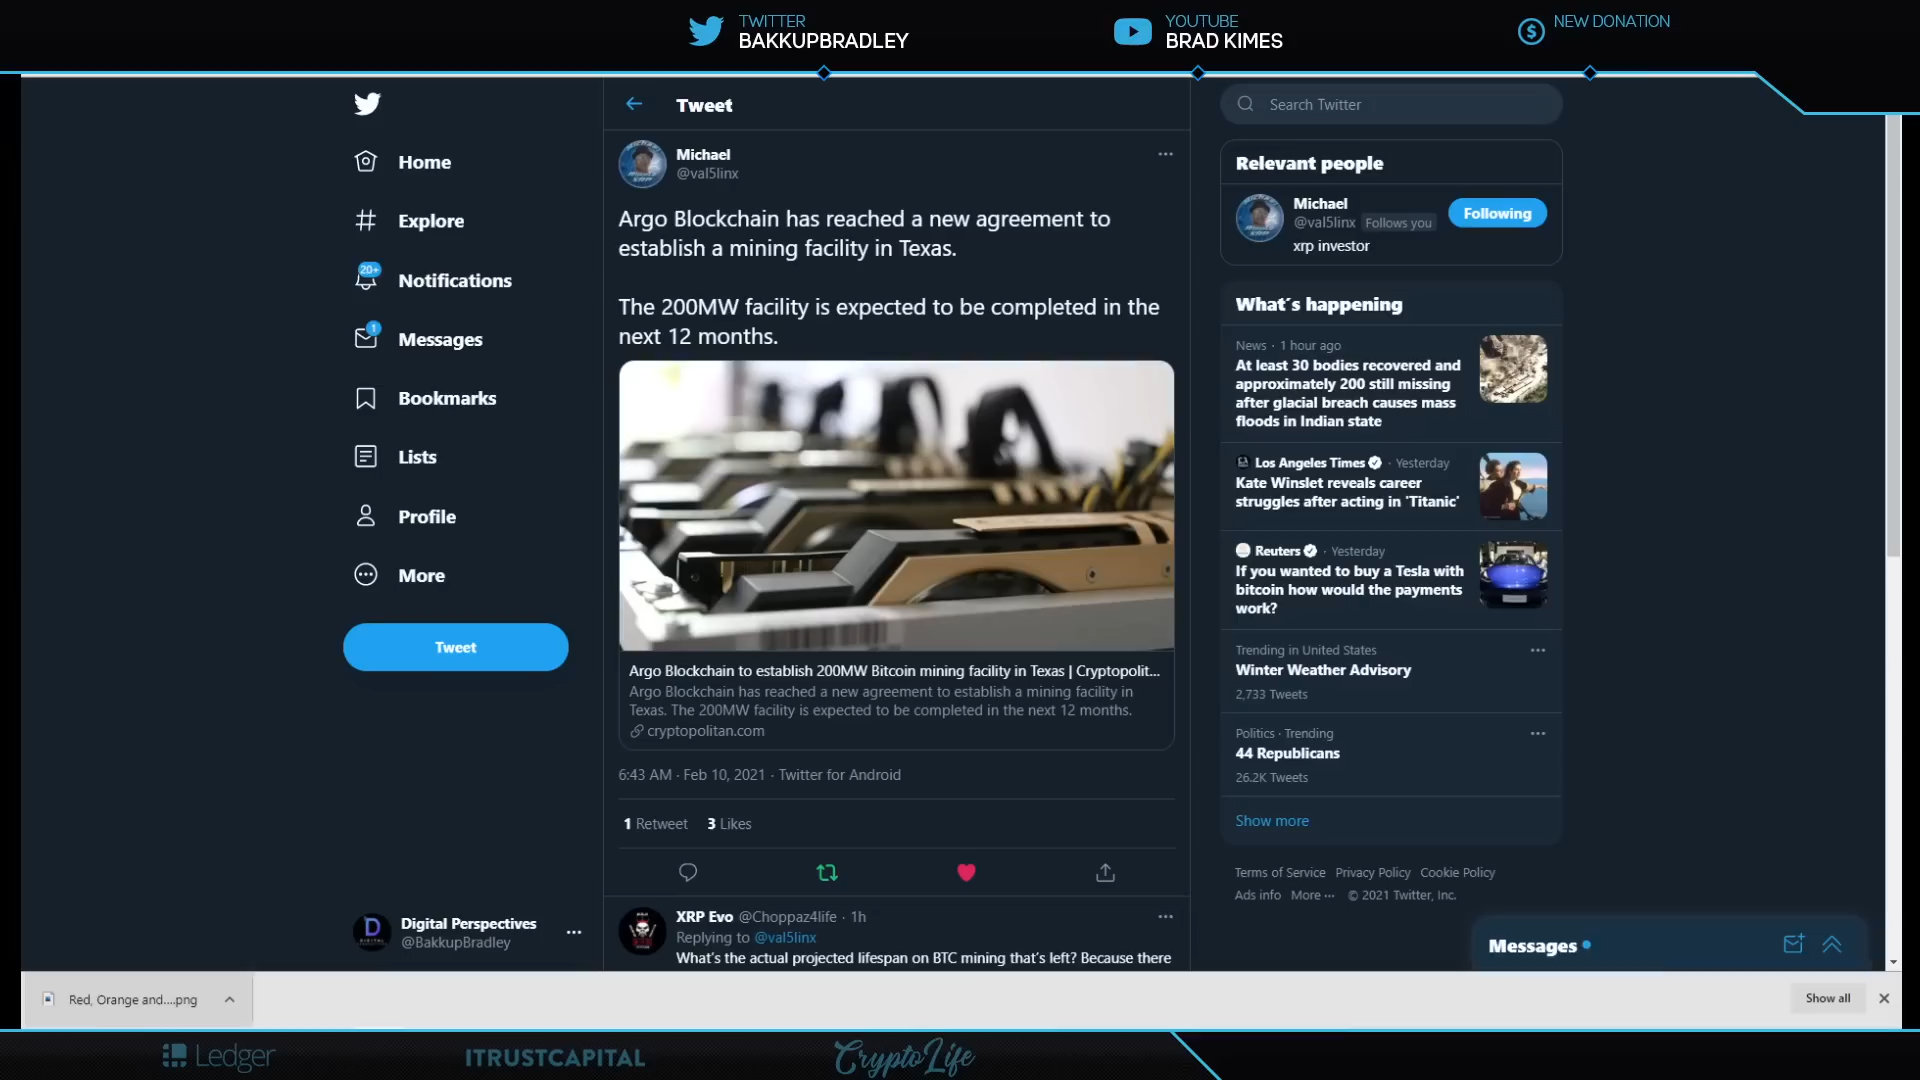 TWITTER
BAKKUPBRADLEY
YOUTUBE
BRAD KIMES
NEW DONATION
Home
Explore
20+
Notifications
1
Messages
Bookmarks
Lists
Profile
More
Tweet
Digital Perspectives
@BakkupBradley
Tweet
Michael
@val5linx
Argo Blockchain has reached a new agreement to
establish a mining facility in Texas.
The 200MW facility is expected to be completed in the
next 12 months.
Argo Blockchain to establish 200MW Bitcoin mining facility in Texas | Cryptopolit...
Argo Blockchain has reached a new agreement to establish a mining facility in
Texas. The 200MW facility is expected to be completed in the next 12 months.
cryptopolitan.com
6:43 AM · Feb 10, 2021 · Twitter for Android
1 Retweet 3 Likes
XRP Evo @Choppaz4life · 1h
Replying to @val5linx
What's the actual projected lifespan on BTC mining that's left? Because there
Search Twitter
Relevant people
Michael
@val5linx Follows you
Following
xrp investor
What's happening
News · 1 hour ago
At least 30 bodies recovered and
approximately 200 still missing
after glacial breach causes mass
floods in Indian state
Los Angeles Times · Yesterday
Kate Winslet reveals career
struggles after acting in 'Titanic'
Reuters · Yesterday
If you wanted to buy a Tesla with
bitcoin how would the payments
work?
Trending in United States
Winter Weather Advisory
2,733 Tweets
Politics · Trending
44 Republicans
26.2K Tweets
Show more
Terms of Service Privacy Policy Cookie Policy
Ads info More ··· © 2021 Twitter, Inc.
Messages
Red, Orange and....png
Show all
Ledger
ITRUSTCAPITAL
CryptoLife